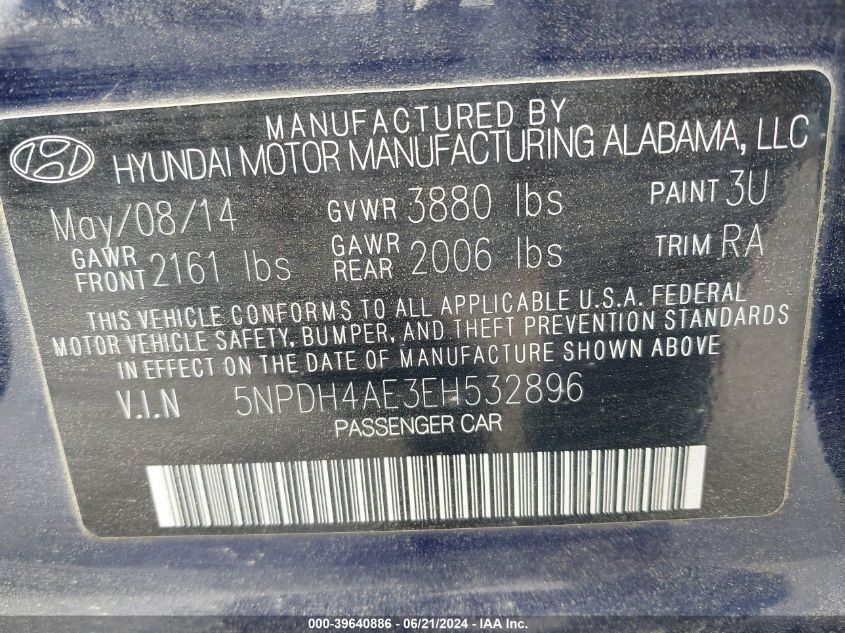 MANUFACTURED BY
HYUNDAI MOTOR MANUFACTURING ALABAMA, LLC
May/08/14 GVWR 3880 lbs PAINT 3U
GAWR FRONT 2161 lbs GAWR REAR 2006 lbs TRIM RA
THIS VEHICLE CONFORMS TO ALL APPLICABLE U.S.A. FEDERAL
MOTOR VEHICLE SAFETY, BUMPER, AND THEFT PREVENTION STANDARDS
IN EFFECT ON THE DATE OF MANUFACTURE SHOWN ABOVE.
V.I.N 5NPDH4AE3EH532896
PASSENGER CAR
000-39640886 - 06/21/2024 - IAA Inc.